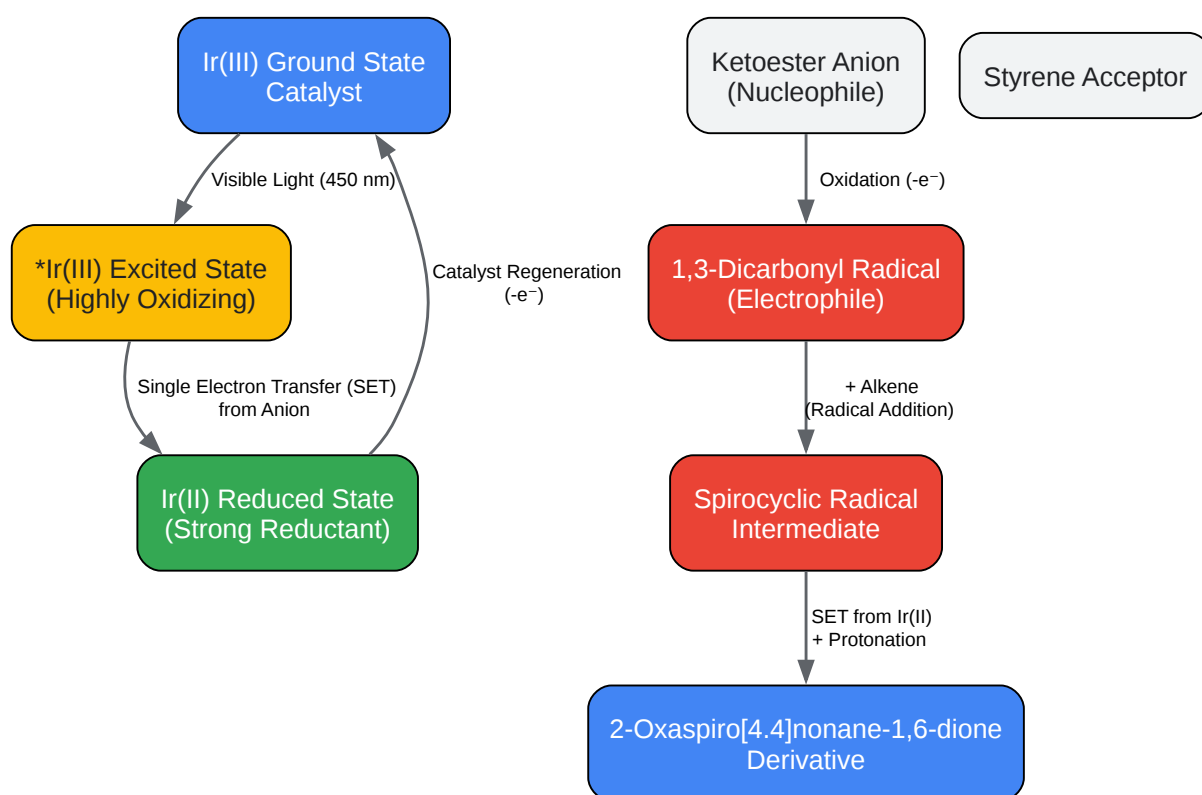 Ir(III) Ground State
Catalyst
Ketoester Anion
(Nucleophile)
Styrene Acceptor
Visible Light (450 nm)
Oxidation (-e⁻)
*Ir(III) Excited State
(Highly Oxidizing)
Catalyst Regeneration
(-e⁻)
1,3-Dicarbonyl Radical
(Electrophile)
Single Electron Transfer (SET)
from Anion
+ Alkene
(Radical Addition)
Ir(II) Reduced State
(Strong Reductant)
Spirocyclic Radical
Intermediate
SET from Ir(II)
+ Protonation
2-Oxaspiro[4.4]nonane-1,6-dione
Derivative